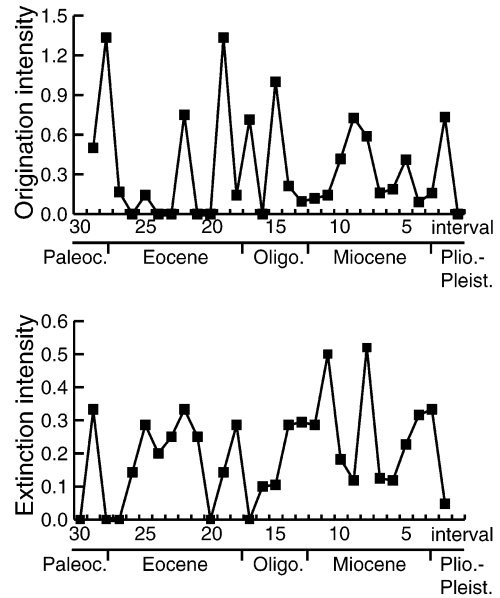 Origination intensity
1.5
1.2
0.9
0.6
0.3
0.0
30 25 20 15 10 5 interval
Paleoc. Eocene Oligo. Miocene Plio.-
Pleist.
Extinction intensity
0.6
0.5
0.4
0.3
0.2
0.1
0.0
30 25 20 15 10 5 interval
Paleoc. Eocene Oligo. Miocene Plio.-
Pleist.